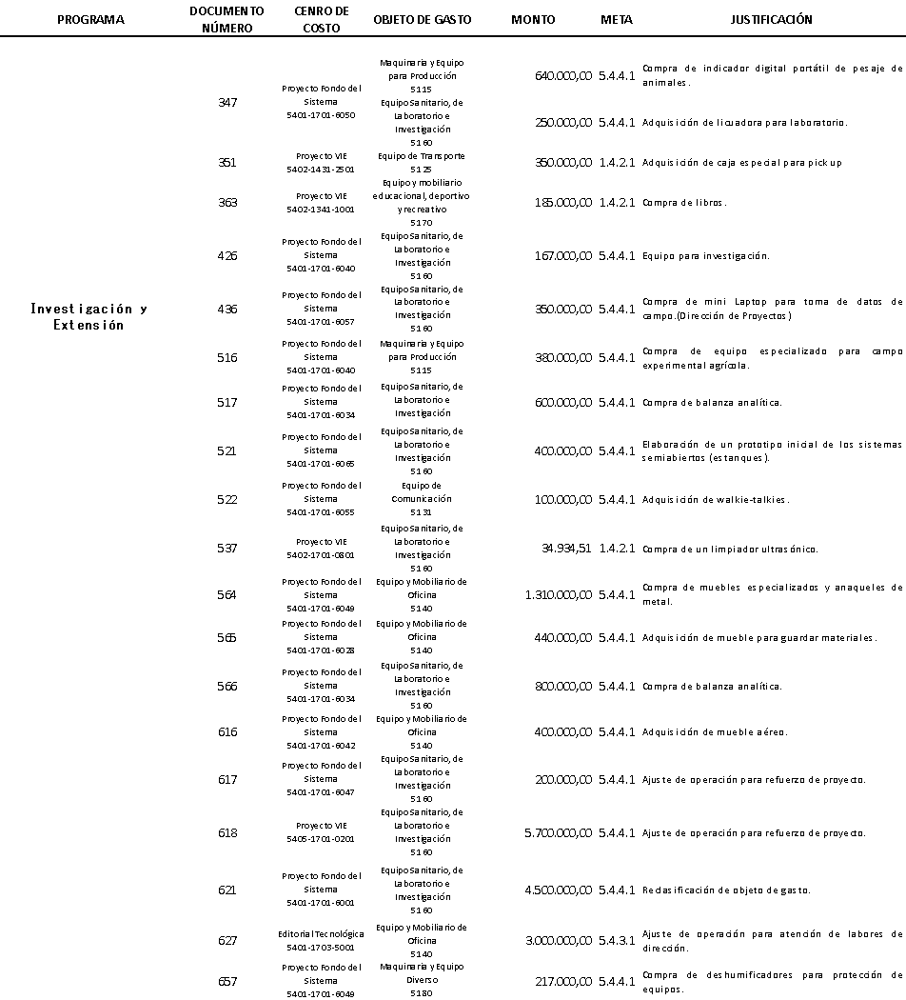 PROGRAMA DOCUMENTO NÚMERO CENRO DE COSTO OBJETO DE GASTO MONTO META JUSTIFICACIÓN
Investigación y Extensión
347 Proyecto Fondo del Sistema 5401-1701-6050 Maquinaria y Equipo para Producción 5115 640.000,00 5.4.4.1 Compra de indicador digital portátil de pesaje de animales.
Equipo Sanitario, de Laboratorio e Investigación 5160 250.000,00 5.4.4.1 Adquisición de licuadora para laboratorio.
351 Proyecto VIE 5402-1431-2501 Equipo de Transporte 5125 350.000,00 1.4.2.1 Adquisición de caja especial para pick up
363 Proyecto VIE 5402-1341-1001 Equipo y mobiliario educacional, deportivo y recreativo 5170 185.000,00 1.4.2.1 Compra de libros.
426 Proyecto Fondo del Sistema 5401-1701-6040 Equipo Sanitario, de Laboratorio e Investigación 5160 167.000,00 5.4.4.1 Equipo para investigación.
436 Proyecto Fondo del Sistema 5401-1701-6057 Equipo Sanitario, de Laboratorio e Investigación 5160 350.000,00 5.4.4.1 Compra de mini Laptop para toma de datos de campo.(Dirección de Proyectos)
516 Proyecto Fondo del Sistema 5401-1701-6040 Maquinaria y Equipo para Producción 5115 380.000,00 5.4.4.1 Compra de equipo especializado para campo experimental agrícola.
517 Proyecto Fondo del Sistema 5401-1701-6034 Equipo Sanitario, de Laboratorio e Investigación 600.000,00 5.4.4.1 Compra de balanza analítica.
521 Proyecto Fondo del Sistema 5401-1701-6065 Equipo Sanitario, de Laboratorio e Investigación 5160 400.000,00 5.4.4.1 Elaboración de un prototipo inicial de los sistemas semiabiertos (estanques).
522 Proyecto Fondo del Sistema 5401-1701-6055 Equipo de Comunicación 5131 100.000,00 5.4.4.1 Adquisición de walkie-talkies.
537 Proyecto VIE 5402-1701-0801 Equipo Sanitario, de Laboratorio e Investigación 5160 34.934,51 1.4.2.1 Compra de un limpiador ultrasónico.
564 Proyecto Fondo del Sistema 5401-1701-6049 Equipo y Mobiliario de Oficina 5140 1.310.000,00 5.4.4.1 Compra de muebles especializados y anaqueles de metal.
565 Proyecto Fondo del Sistema 5401-1701-6028 Equipo y Mobiliario de Oficina 5140 440.000,00 5.4.4.1 Adquisición de mueble para guardar materiales.
566 Proyecto Fondo del Sistema 5401-1701-6034 Equipo Sanitario, de Laboratorio e Investigación 5160 800.000,00 5.4.4.1 Compra de balanza analítica.
616 Proyecto Fondo del Sistema 5401-1701-6042 Equipo y Mobiliario de Oficina 5140 400.000,00 5.4.4.1 Adquisición de mueble aéreo.
617 Proyecto Fondo del Sistema 5401-1701-6047 Equipo Sanitario, de Laboratorio e Investigación 5160 200.000,00 5.4.4.1 Ajuste de operación para refuerzo de proyecto.
618 Proyecto VIE 5405-1701-0201 Equipo Sanitario, de Laboratorio e Investigación 5160 5.700.000,00 5.4.4.1 Ajuste de operación para refuerzo de proyecto.
621 Proyecto Fondo del Sistema 5401-1701-6001 Equipo Sanitario, de Laboratorio e Investigación 5160 4.500.000,00 5.4.4.1 Reclasificación de objeto de gasto.
627 Editorial Tecnológica 5401-1703-5001 Equipo y Mobiliario de Oficina 5140 3.000.000,00 5.4.3.1 Ajuste de operación para atención de labores de dirección.
657 Proyecto Fondo del Sistema 5401-1701-6049 Maquinaria y Equipo Diverso 5180 217.000,00 5.4.4.1 Compra de deshumificadores para protección de equipos.